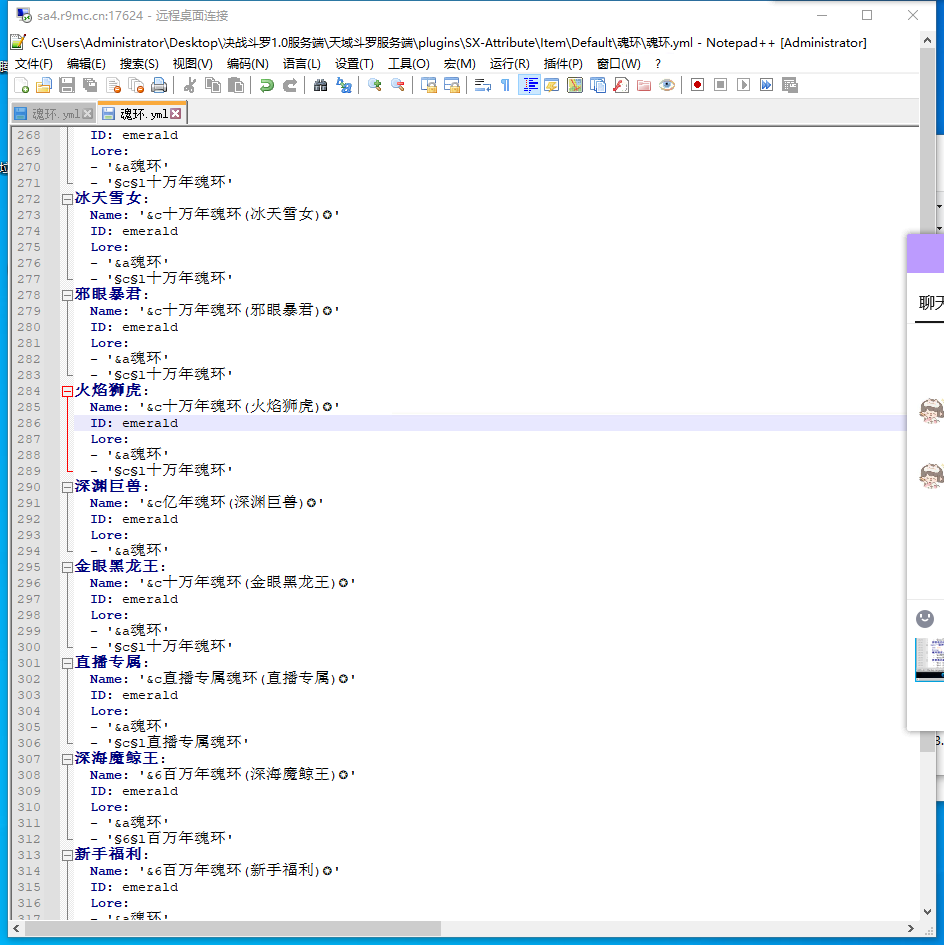 sa4.r9mc.cn:17624 - 远程桌面连接
C:\Users\Administrator\Desktop\决战斗罗1.0服务端\天域斗罗服务端\plugins\SX-Attribute\Item\Default\魂环\魂环.yml - Notepad++ [Administrator]
文件(F) 编辑(E) 搜索(S) 视图(V) 编码(N) 语言(L) 设置(T) 工具(O) 宏(M) 运行(R) 插件(P) 窗口(W) ?
魂环.yml 魂环.yml
268 ID: emerald
269 Lore:
270 - '&a魂环'
271 - '§c§l十万年魂环'
272 冰天雪女:
273 Name: '&c十万年魂环(冰天雪女)✪'
274 ID: emerald
275 Lore:
276 - '&a魂环'
277 - '§c§l十万年魂环'
278 邪眼暴君:
279 Name: '&c十万年魂环(邪眼暴君)✪'
280 ID: emerald
281 Lore:
282 - '&a魂环'
283 - '§c§l十万年魂环'
284 火焰狮虎:
285 Name: '&c十万年魂环(火焰狮虎)✪'
286 ID: emerald
287 Lore:
288 - '&a魂环'
289 - '§c§l十万年魂环'
290 深渊巨兽:
291 Name: '&c亿年魂环(深渊巨兽)✪'
292 ID: emerald
293 Lore:
294 - '&a魂环'
295 金眼黑龙王:
296 Name: '&c十万年魂环(金眼黑龙王)✪'
297 ID: emerald
298 Lore:
299 - '&a魂环'
300 - '§c§l十万年魂环'
301 直播专属:
302 Name: '&c直播专属魂环(直播专属)✪'
303 ID: emerald
304 Lore:
305 - '&a魂环'
306 - '§c§l直播专属魂环'
307 深海魔鲸王:
308 Name: '&6百万年魂环(深海魔鲸王)✪'
309 ID: emerald
310 Lore:
311 - '&a魂环'
312 - '§6§l百万年魂环'
313 新手福利:
314 Name: '&6百万年魂环(新手福利)✪'
315 ID: emerald
316 Lore:
317 - '&a魂环'
聊天
3.